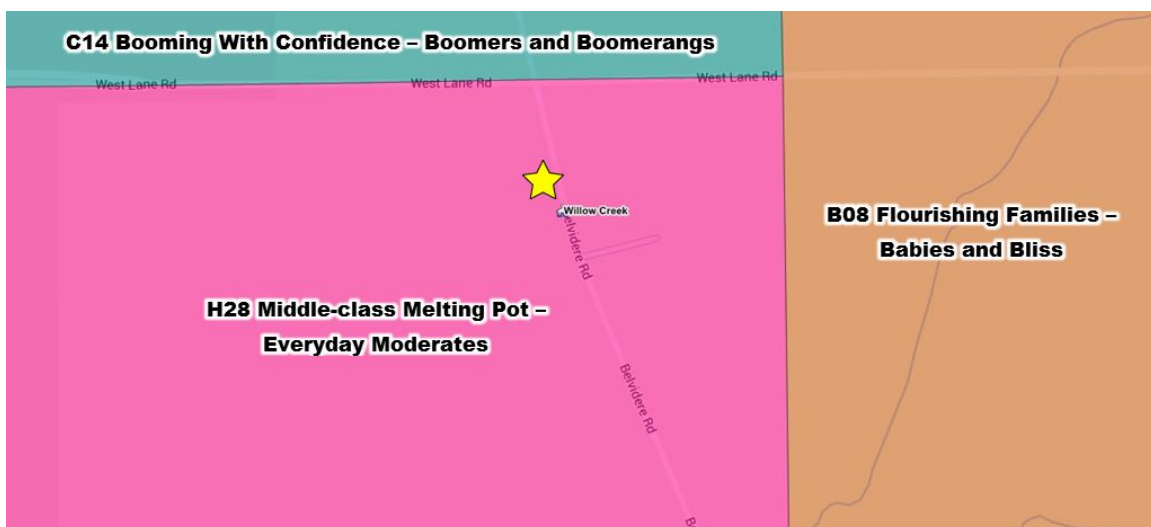 C14 Booming With Confidence – Boomers and Boomerangs
West Lane Rd
West Lane Rd
West Lane Rd
Willow Creek
Belvidere Rd
B08 Flourishing Families –
Babies and Bliss
H28 Middle-class Melting Pot –
Everyday Moderates
Belvidere Rd